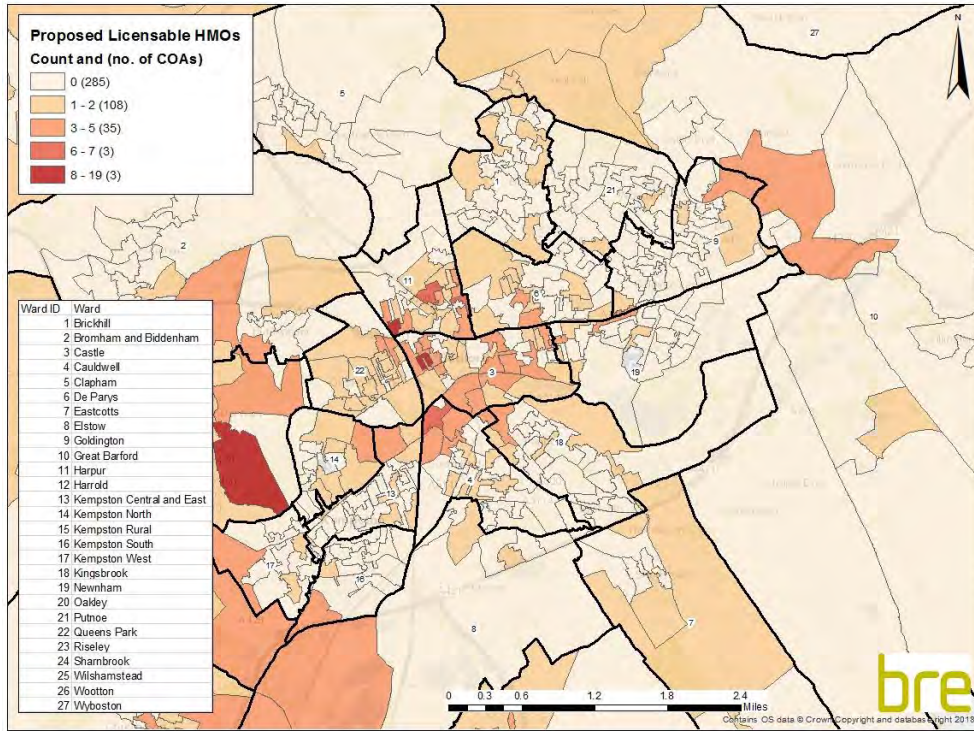 Proposed Licensable HMOs
Count and (no. of COAs)
0 (285)
1 - 2 (108)
3 - 5 (35)
6 - 7 (3)
8 - 19 (3)
N
27
5
1
21
2
9
11
6
10
22
3
19
14
18
4
13
17
16
7
8
Ward ID Ward
1 Brickhill
2 Bromham and Biddenham
3 Castle
4 Cauldwell
5 Clapham
6 De Parys
7 Eastcotts
8 Elstow
9 Goldington
10 Great Barford
11 Harpur
12 Harrold
13 Kempston Central and East
14 Kempston North
15 Kempston Rural
16 Kempston South
17 Kempston West
18 Kingsbrook
19 Newnham
20 Oakley
21 Putnoe
22 Queens Park
23 Riseley
24 Sharnbrook
25 Wilshamstead
26 Wootton
27 Wyboston
0 0.3 0.6 1.2 1.8 2.4
Miles
bre
Contains OS data © Crown Copyright and database right 2018